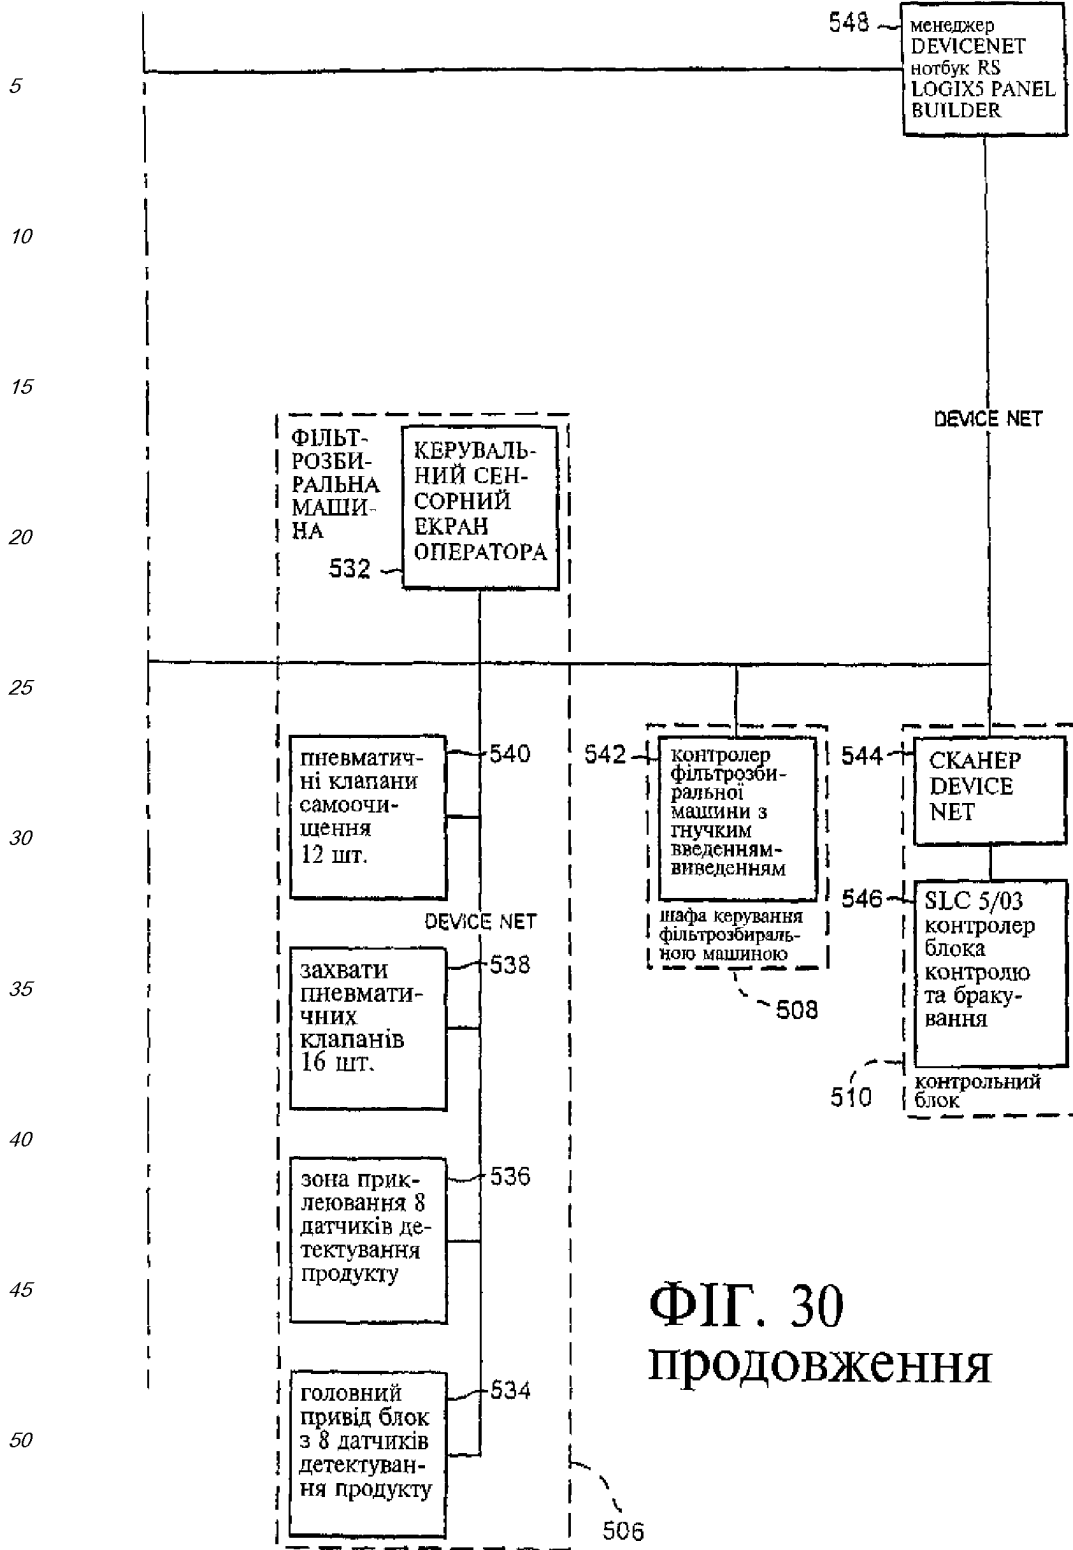 548
менеджер
DEVICENET
нотбук RS
LOGIX5 PANEL
BUILDER
5
10
15
DEVICE NET
ФІЛЬТ-
РОЗБИ-
РАЛЬНА
МАШИ-
НА
КЕРУВАЛЬ-
НИЙ СЕН-
СОРНИЙ
ЕКРАН
ОПЕРАТОРА
532
20
25
пневматич-
ні клапани
самоочи-
щення
12 шт.
540
542
контролер
фільтрозби-
ральної
машини з
гнучким
введенням-
виведенням
544
СКАНЕР
DEVICE
NET
30
DEVICE NET
шафа керування
фільтрозбираль-
ною машиною
508
546
SLC 5/03
контролер
блока
контролю
та браку-
вання
35
захвати
пневмати-
чних
клапанів
16 шт.
538
510
контрольний
блок
40
зона прик-
леювання 8
датчиків де-
тектування
продукту
536
45
ФІГ. 30
продовження
головний
привід блок
з 8 датчиків
детектуван-
ня продукту
534
50
506